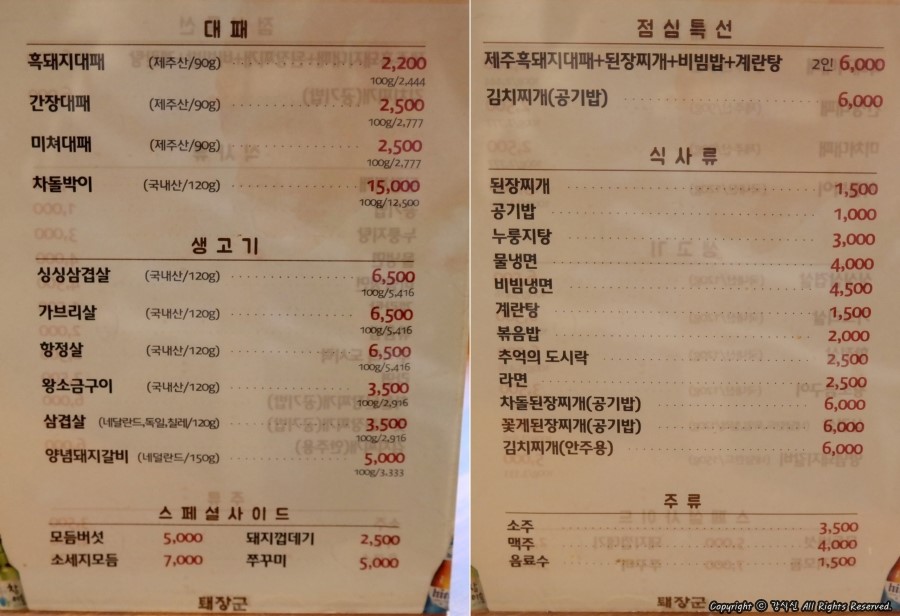 대패
흑돼지대패 (제주산/90g) 2,200
100g/2,444
간장대패 (제주산/90g) 2,500
100g/2,777
미쳐대패 (제주산/90g) 2,500
100g/2,777
차돌박이 (국내산/120g) 15,000
100g/12,500
생고기
싱싱삼겹살 (국내산/120g) 6,500
100g/5,416
가브리살 (국내산/120g) 6,500
100g/5,416
항정살 (국내산/120g) 6,500
100g/5,416
왕소금구이 (국내산/120g) 3,500
100g/2,916
삼겹살 (네덜란드,독일,칠레/120g) 3,500
100g/2,916
양념돼지갈비 (네덜란드/150g) 5,000
100g/3,333
스페셜사이드
모듬버섯 5,000 돼지껍데기 2,500
소세지모듬 7,000 쭈꾸미 5,000
돼장군
점심특선
제주흑돼지대패+된장찌개+비빔밥+계란탕 2인 6,000
김치찌개(공기밥) 6,000
식사류
된장찌개 1,500
공기밥 1,000
누룽지탕 3,000
물냉면 4,000
비빔냉면 4,500
계란탕 1,500
볶음밥 2,000
추억의 도시락 2,500
라면 2,500
차돌된장찌개(공기밥) 6,000
꽃게된장찌개(공기밥) 6,000
김치찌개(안주용) 6,000
주류
소주 3,500
맥주 4,000
음료수 1,500
돼장군
Copyright ⓒ 강식신 All Rights Reserved.